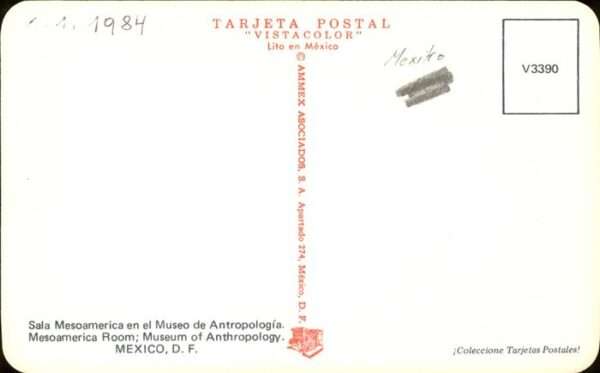 1984
TARJETA POSTAL
"VISTACOLOR"
Lito en México
© AMMEX ASOCIADOS, S. A. Apartado 274, México, D. F.
Mexiko
V3390
Sala Mesoamerica en el Museo de Antropología.
Mesoamerica Room; Museum of Anthropology.
MEXICO, D. F.
¡Coleccione Tarjetas Postales!